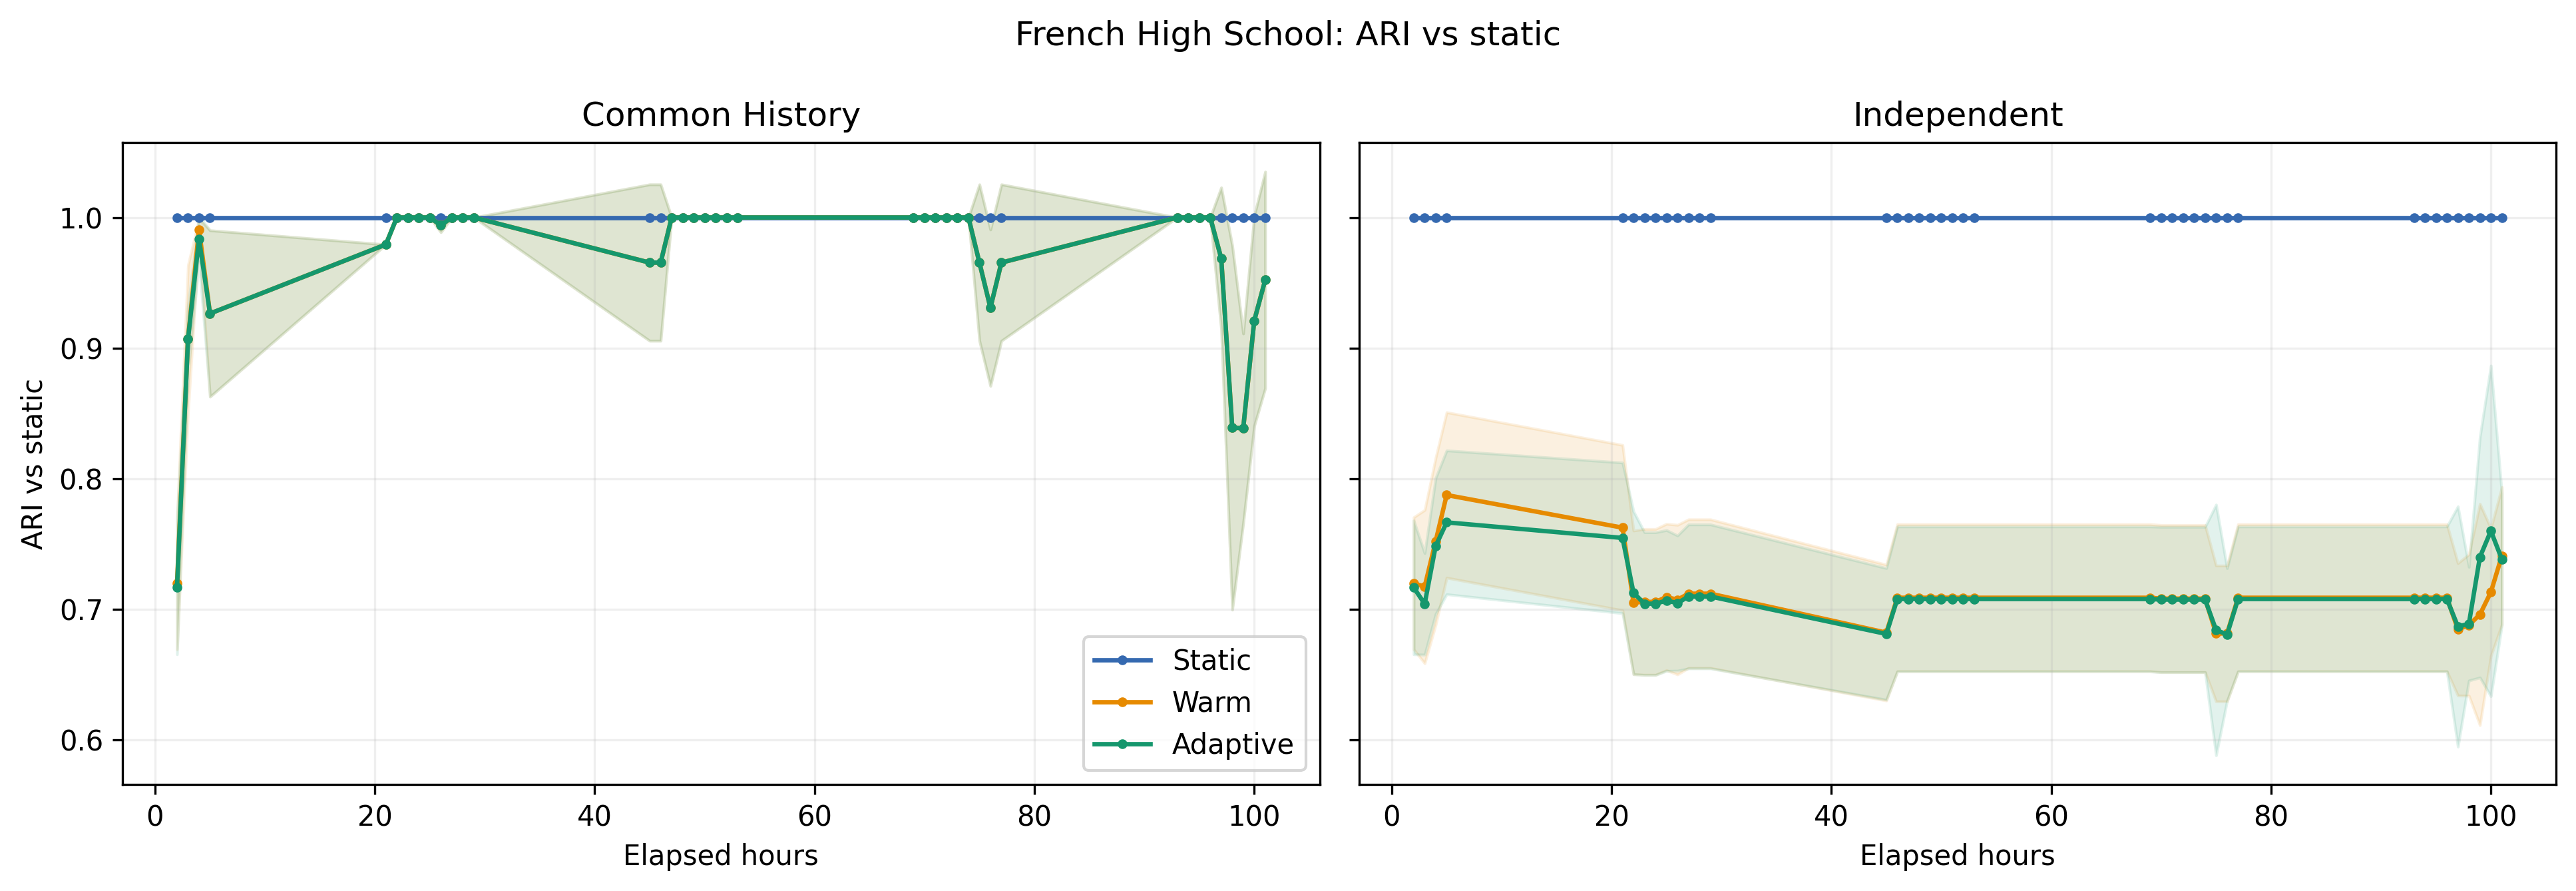 French High School: ARI vs static
Common History
Independent
ARI vs static
1.0
0.9
0.8
0.7
0.6
Static
Warm
Adaptive
0 20 40 60 80 100
0 20 40 60 80 100
Elapsed hours
Elapsed hours